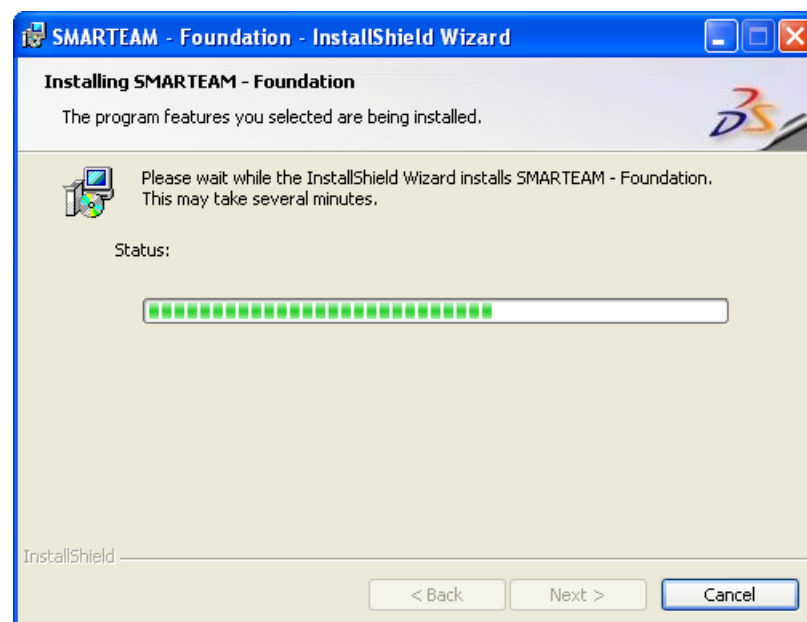 SMARTEAM - Foundation - InstallShield Wizard
Installing SMARTEAM - Foundation
The program features you selected are being installed.
DS
Please wait while the InstallShield Wizard installs SMARTEAM - Foundation.
This may take several minutes.
Status:
InstallShield
< Back
Next >
Cancel